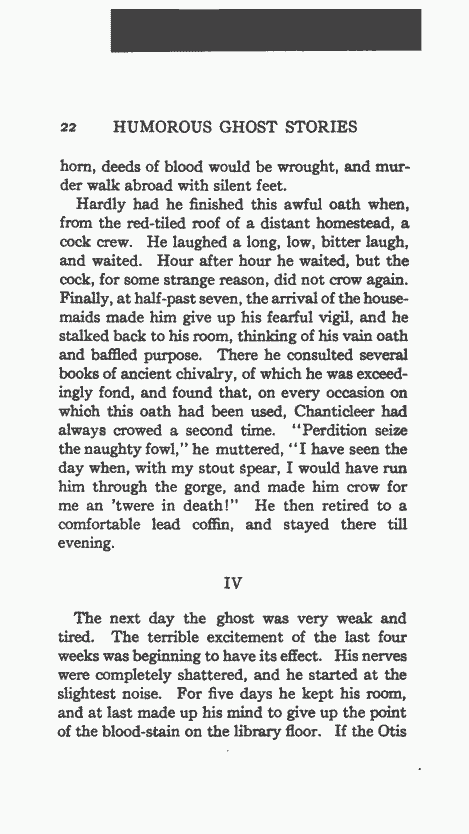 22 HUMOROUS GHOST STORIES
horn, deeds of blood would be wrought, and mur-
der walk abroad with silent feet.
Hardly had he finished this awful oath when,
from the red-tiled roof of a distant homestead, a
cock crew. He laughed a long, low, bitter laugh,
and waited. Hour after hour he waited, but the
cock, for some strange reason, did not crow again.
Finally, at half-past seven, the arrival of the house-
maids made him give up his fearful vigil, and he
stalked back to his room, thinking of his vain oath
and baffled purpose. There he consulted several
books of ancient chivalry, of which he was exceed-
ingly fond, and found that, on every occasion on
which this oath had been used, Chanticleer had
always crowed a second time. "Perdition seize
the naughty fowl," he muttered, "I have seen the
day when, with my stout spear, I would have run
him through the gorge, and made him crow for
me an 'twere in death!" He then retired to a
comfortable lead coffin, and stayed there till
evening.
IV
The next day the ghost was very weak and
tired. The terrible excitement of the last four
weeks was beginning to have its effect. His nerves
were completely shattered, and he started at the
slightest noise. For five days he kept his room,
and at last made up his mind to give up the point
of the blood-stain on the library floor. If the Otis